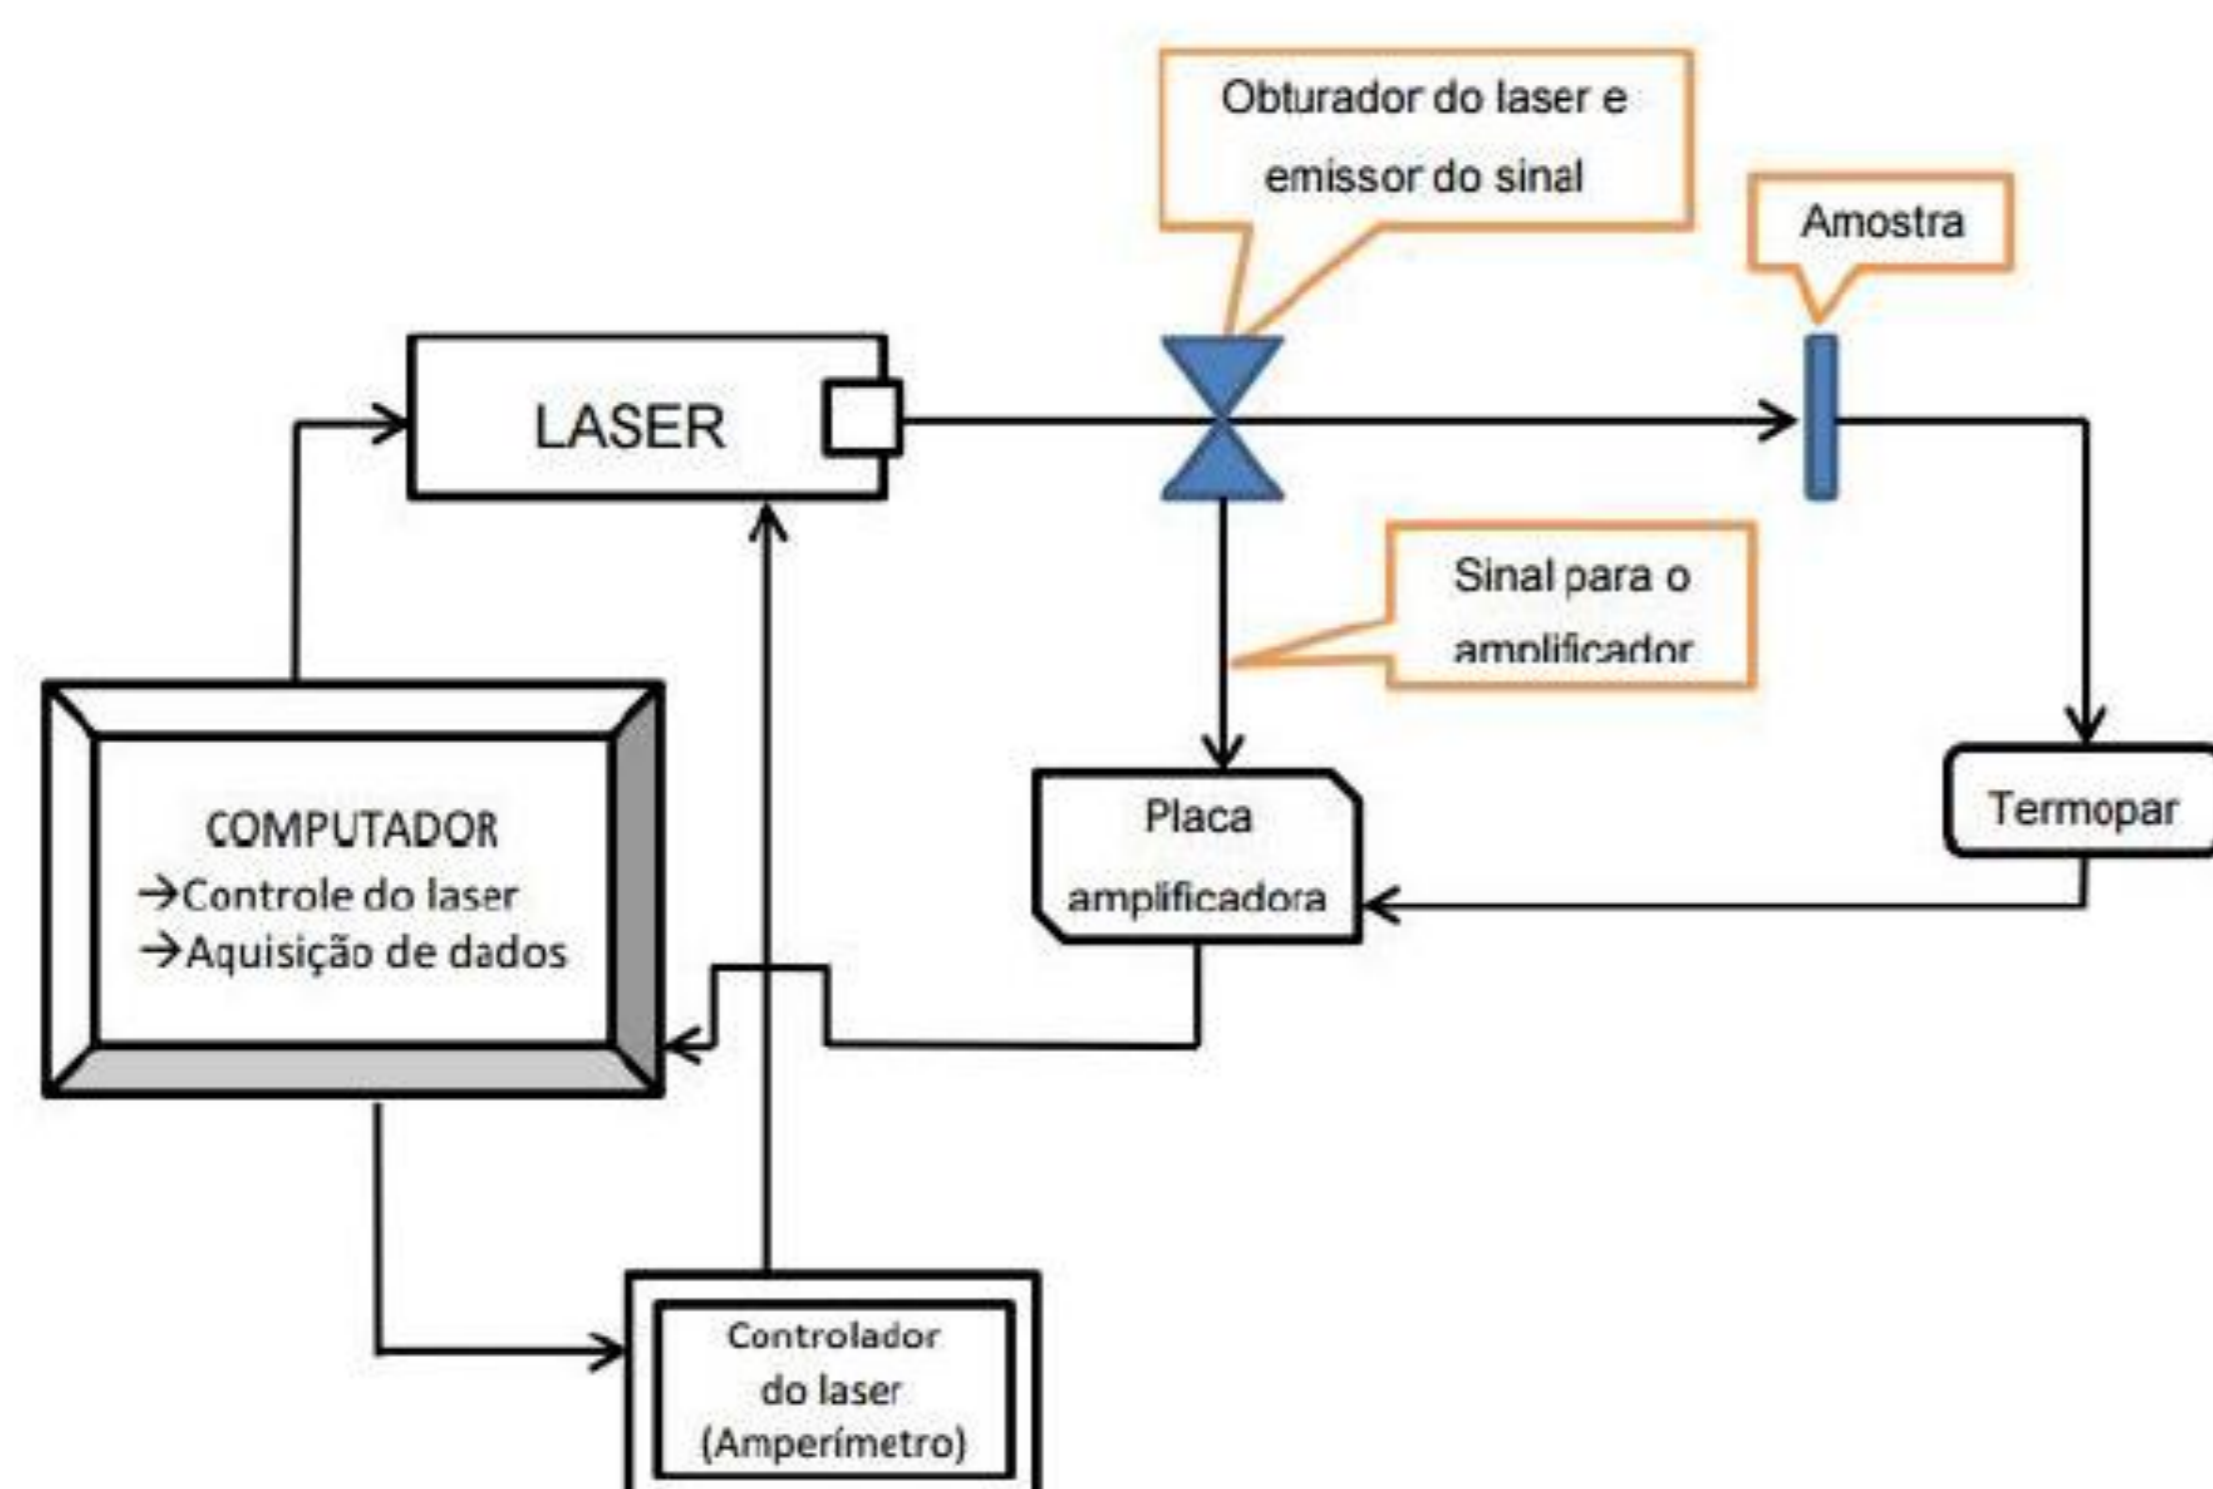 Obturador do laser e
emissor do sinal
Amostra
LASER
Sinal para o
amplificador
COMPUTADOR
→Controle do laser
→Aquisição de dados
Placa
amplificadora
Termopar
Controlador
do laser
(Amperímetro)